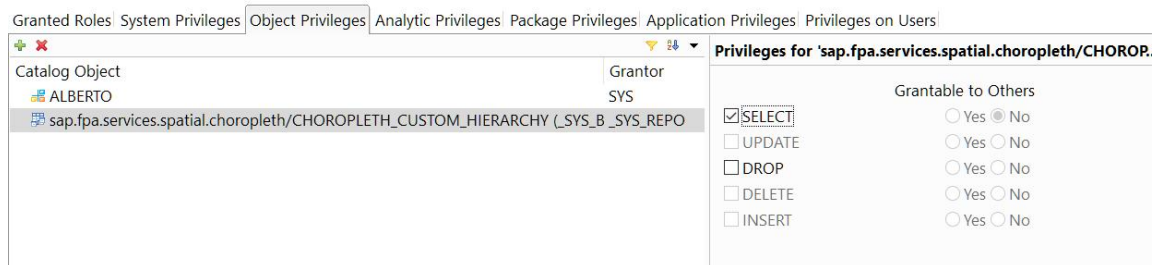 Granted Roles System Privileges Object Privileges Analytic Privileges Package Privileges Application Privileges Privileges on Users
Catalog Object Grantor
ALBERTO SYS
sap.fpa.services.spatial.choropleth/CHOROPLETH_CUSTOM_HIERARCHY (_SYS_B _SYS_REPO
Privileges for 'sap.fpa.services.spatial.choropleth/CHOROP...
Grantable to Others
SELECT Yes No
UPDATE Yes No
DROP Yes No
DELETE Yes No
INSERT Yes No